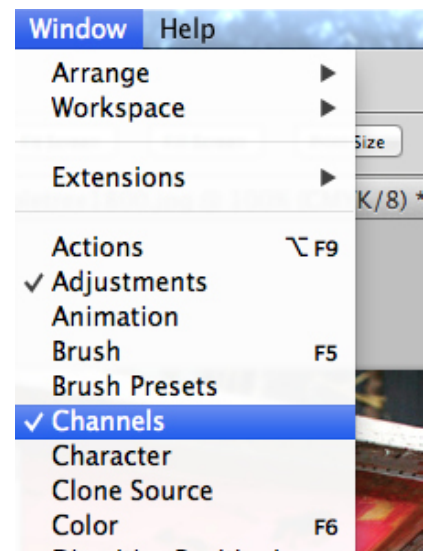 Window Help
Arrange ▶
Workspace ▶
Size
Extensions ▶
K/8) *
Actions ⌥ F9
✓ Adjustments
Animation
Brush F5
Brush Presets
✓ Channels
Character
Clone Source
Color F6